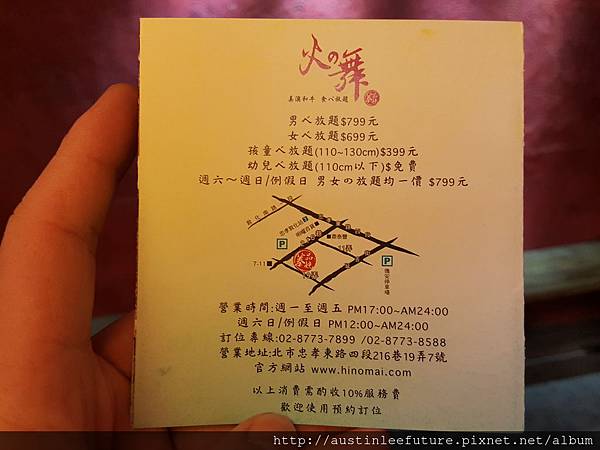 火の舞
美澳和牛 食べ放題
男べ放題$799元
女べ放題$699元
孩童べ放題(110~130cm)$399元
幼兒べ放題(110cm以下)$免費
週六～週日/例假日 男女の放題均一價 $799元
P
P
7-11
營業時間:週一至週五 PM17:00~AM24:00
週六日/例假日 PM12:00~AM24:00
訂位專線:02-8773-7899 /02-8773-8588
營業地址:北市忠孝東路四段216巷19弄7號
官方網站 www.hinomai.com
以上消費需酌收10%服務費
歡迎使用預約訂位
http://austinleefuture.pixnet.net/album